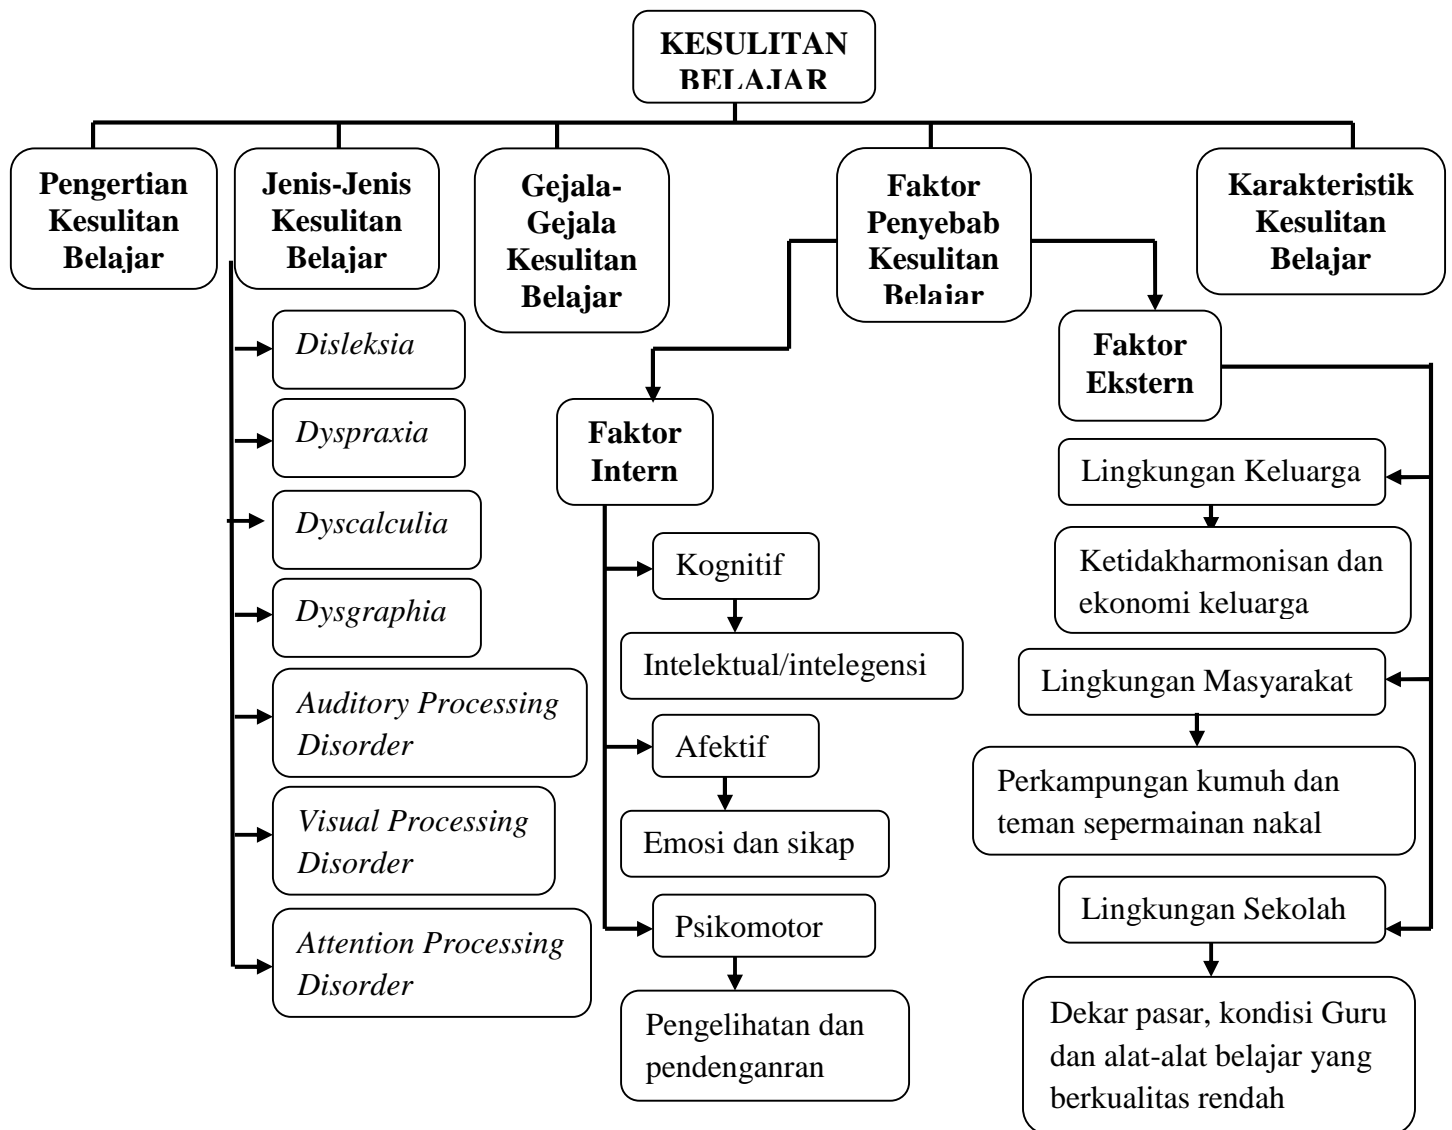 KESULITAN
BELAJAR
Pengertian
Kesulitan
Belajar
Jenis-Jenis
Kesulitan
Belajar
Gejala-
Gejala
Kesulitan
Belajar
Faktor
Penyebab
Kesulitan
Belajar
Karakteristik
Kesulitan
Belajar
Disleksia
Dyspraxia
Dyscalculia
Dysgraphia
Auditory Processing
Disorder
Visual Processing
Disorder
Attention Processing
Disorder
Faktor
Intern
Kognitif
Intelektual/intelegensi
Afektif
Emosi dan sikap
Psikomotor
Pengelihatan dan
pendenganran
Faktor
Ekstern
Lingkungan Keluarga
Ketidakharmonisan dan
ekonomi keluarga
Lingkungan Masyarakat
Perkampungan kumuh dan
teman sepermainan nakal
Lingkungan Sekolah
Dekar pasar, kondisi Guru
dan alat-alat belajar yang
berkualitas rendah